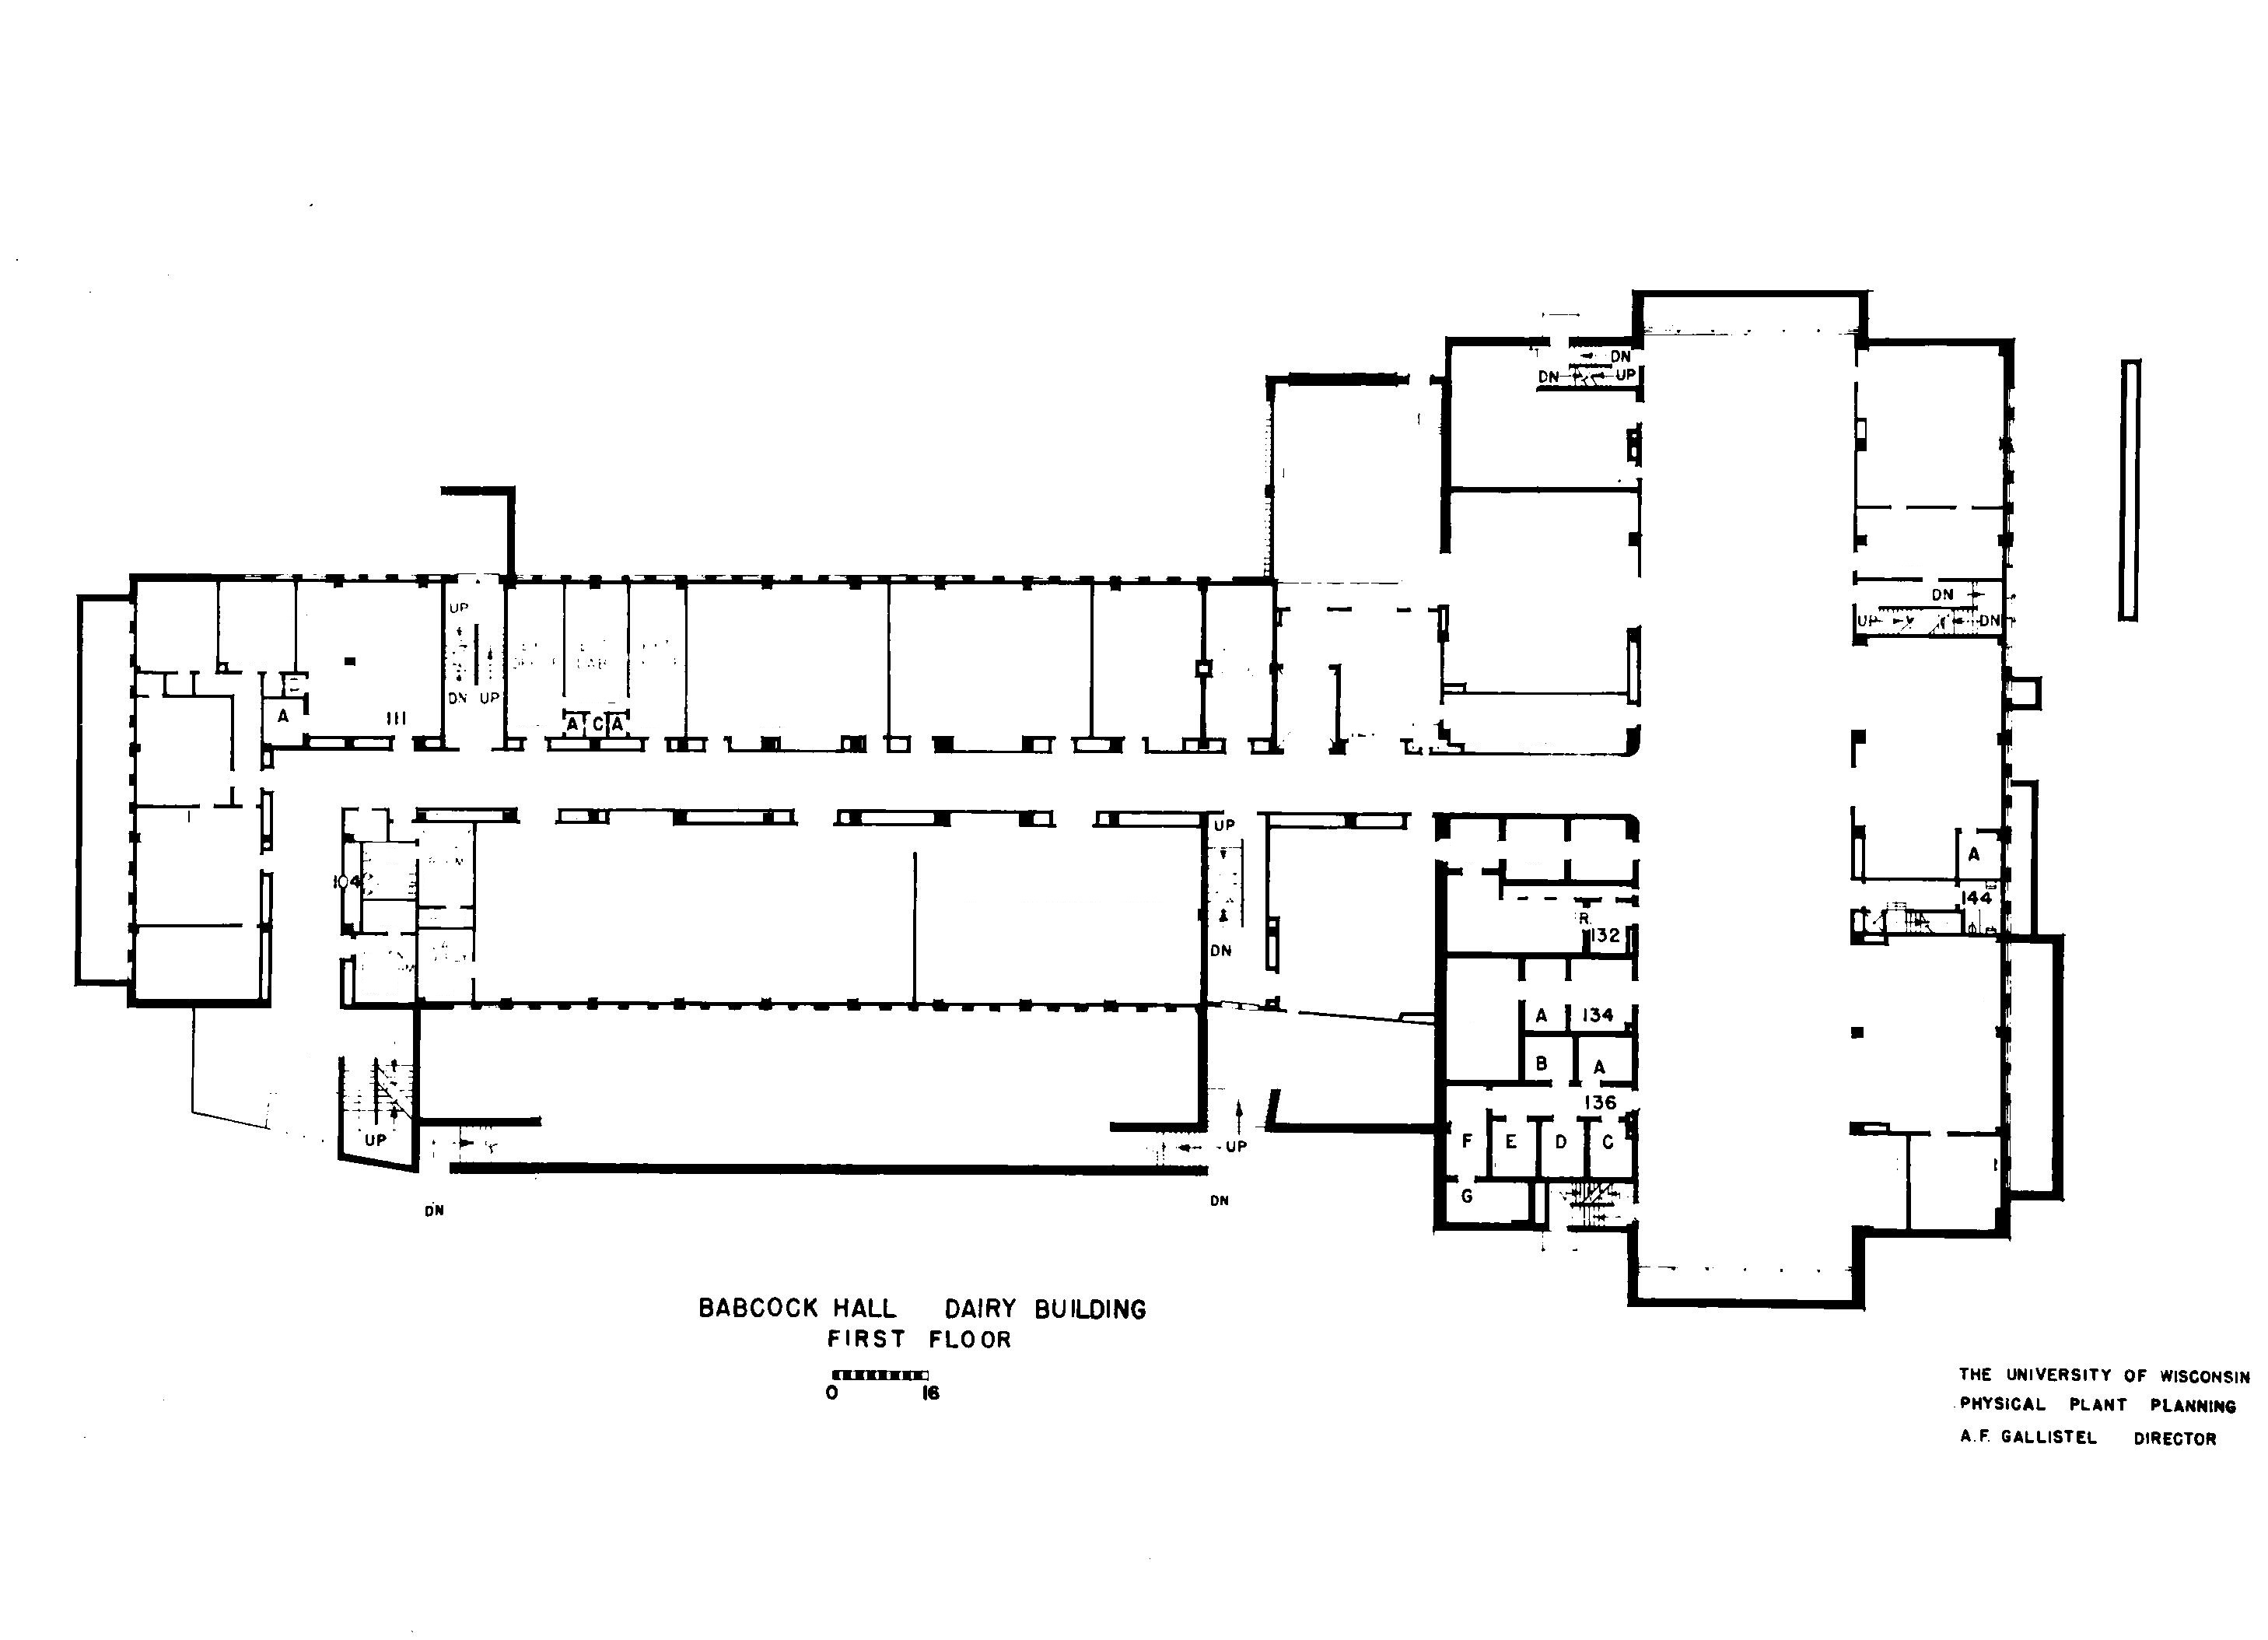 DN
DN UP
DN
UP DN
UP
DN UP
A
111
A C A
UP
A
104
144
R.
132
DN
A 134
B A
136
UP
F E D C
UP
G
DN
DN
BABCOCK HALL DAIRY BUILDING
FIRST FLOOR
0 16
THE UNIVERSITY OF WISCONSIN
PHYSICAL PLANT PLANNING
A.F. GALLISTEL DIRECTOR